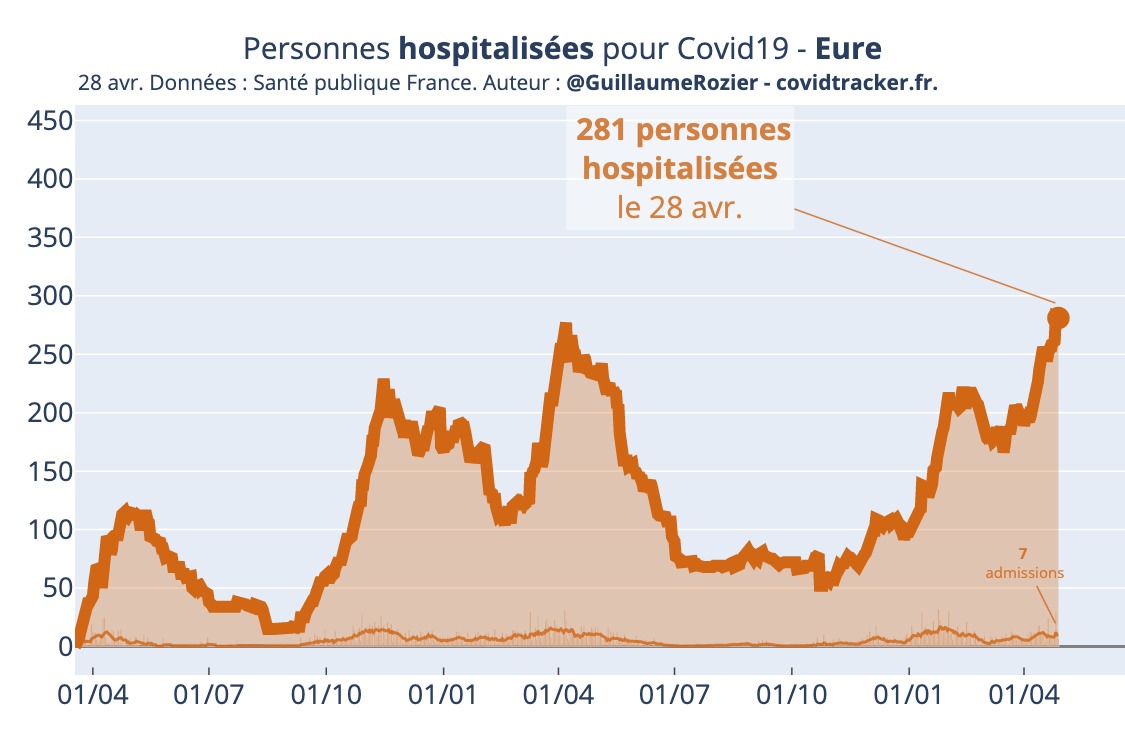 Personnes hospitalisées pour Covid19 - Eure
28 avr. Données : Santé publique France. Auteur : @GuillaumeRozier - covidtracker.fr.
450
281 personnes
hospitalisées
le 28 avr.
400
350
300
250
200
150
100
50
0
7
admissions
01/04 01/07 01/10 01/01 01/04 01/07 01/10 01/01 01/04